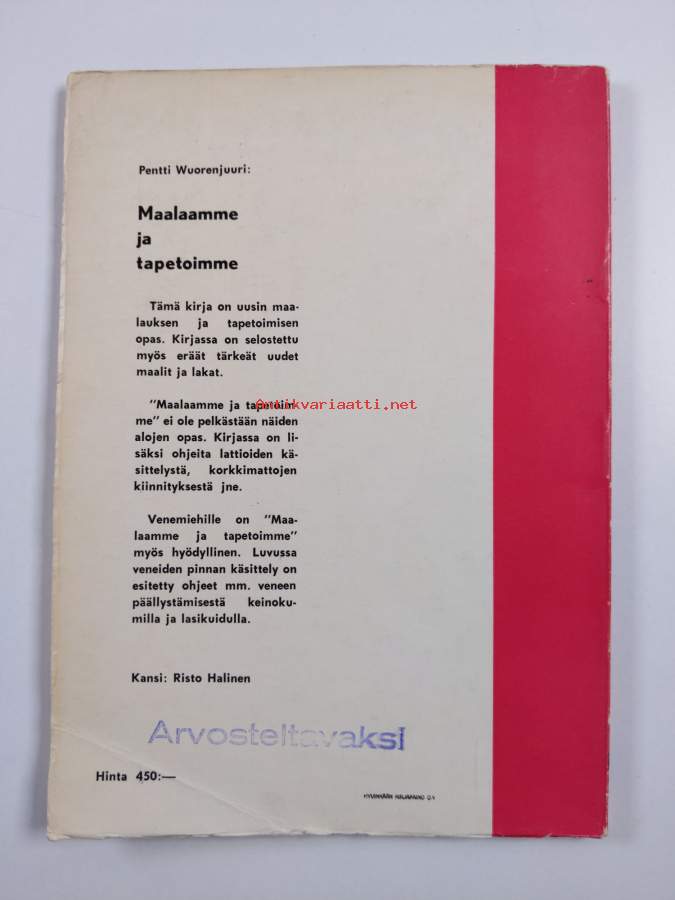 Pentti Wuorenjuuri:
Maalaamme
ja
tapetoimme
Tämä kirja on uusin maa-
lauksen ja tapetoimisen
opas. Kirjassa on selostettu
myös eräät tärkeät uudet
maalit ja lakat.
"Maalaamme ja tapetoim-
me" ei ole pelkästään näiden
alojen opas. Kirjassa on li-
säksi ohjeita lattioiden kä-
sittelystä, korkkimattojen
kiinnityksestä jne.
Antikvariaatti.net
Venemiehille on "Maa-
laamme ja tapetoimme"
myös hyödyllinen. Luvussa
veneiden pinnan käsittely on
esitetty ohjeet mm. veneen
päällystämisestä keinoku-
milla ja lasikuidulla.
Kansi: Risto Halinen
Arvosteltavaksi
Hinta 450:—
HYVINKÄÄN KIRJAPAINO O.Y